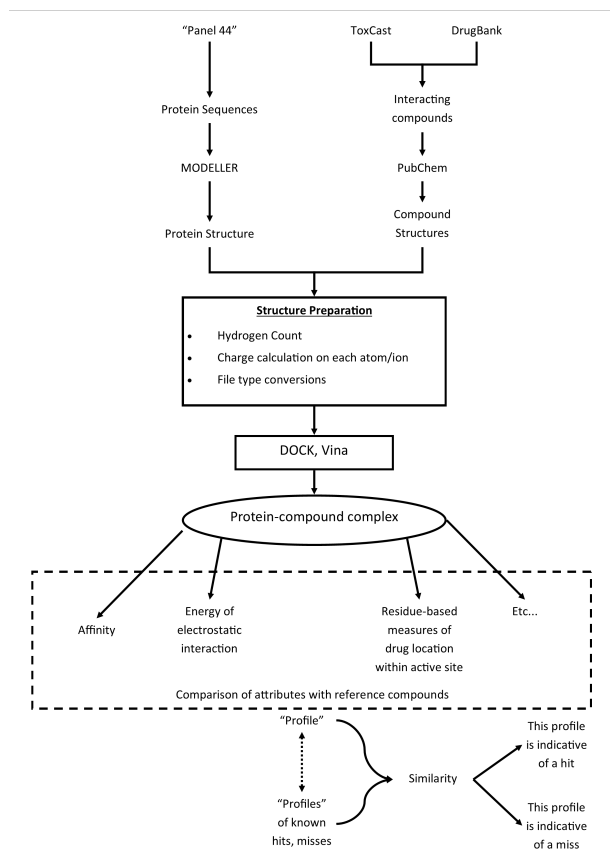 “Panel 44”
ToxCast
DrugBank
Protein Sequences
Interacting
compounds
MODELLER
PubChem
Protein Structure
Compound
Structures
Structure Preparation
• Hydrogen Count
• Charge calculation on each atom/ion
• File type conversions
DOCK, Vina
Protein-compound complex
Affinity
Energy of
electrostatic
interaction
Residue-based
measures of
drug location
within active site
Etc...
Comparison of attributes with reference compounds
“Profile”
“Profiles”
of known
hits, misses
Similarity
This profile
is indicative
of a hit
This profile
is indicative
of a miss